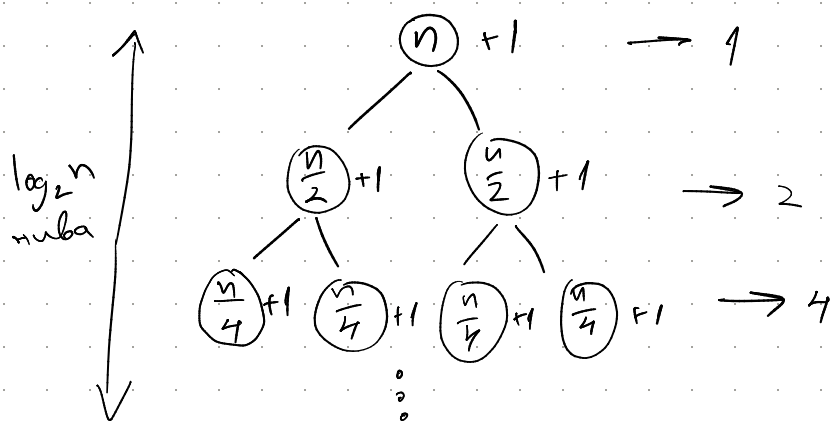 n +1 → 1
log₂n
нива
n/2 +1 n/2 +1 → 2
n/4 +1 n/4 +1 n/4 +1 n/4 +1 → 4
⋮